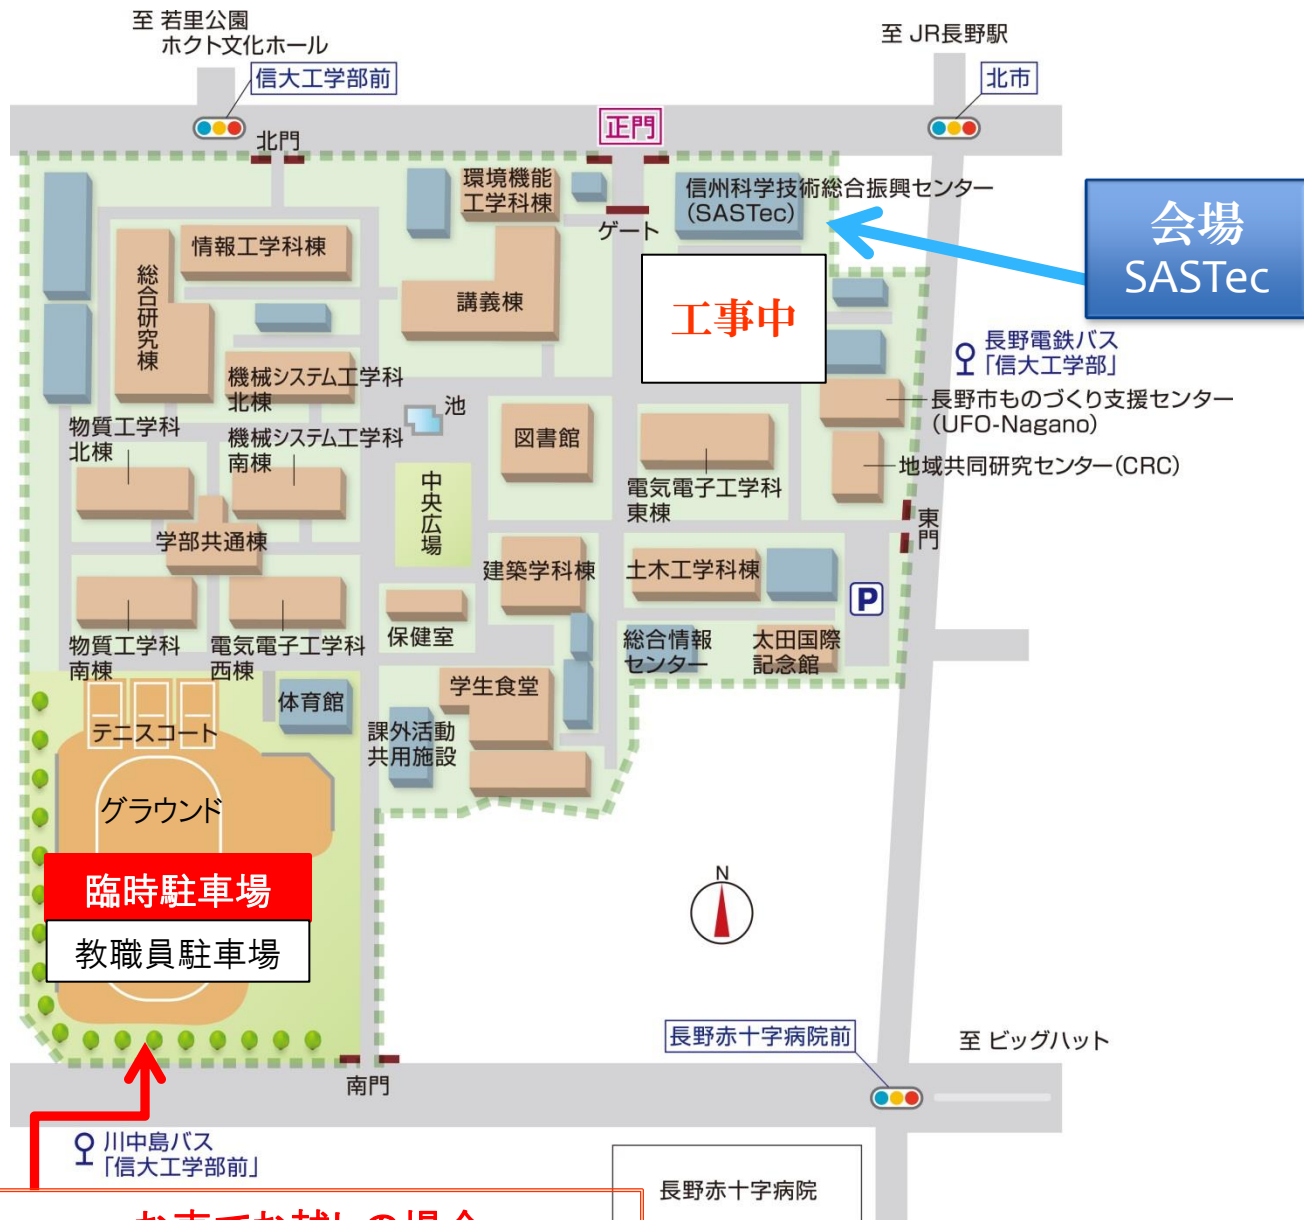 至 若里公園
ホクト文化ホール
至 JR長野駅
信大工学部前
北市
正門
北門
環境機能
工学科棟
信州科学技術総合振興センター
(SASTec)
会場
SASTec
ゲート
情報工学科棟
総合研究棟
講義棟
工事中
長野電鉄バス
「信大工学部」
機械システム工学科
北棟
池
長野市ものづくり支援センター
(UFO-Nagano)
物質工学科
北棟
機械システム工学科
南棟
図書館
地域共同研究センター(CRC)
中央広場
電気電子工学科
東棟
東門
学部共通棟
建築学科棟
土木工学科棟
P
物質工学科
南棟
電気電子工学科
西棟
保健室
総合情報
センター
太田国際
記念館
体育館
学生食堂
テニスコート
課外活動
共用施設
グラウンド
臨時駐車場
教職員駐車場
N
長野赤十字病院前
至 ビッグハット
南門
川中島バス
「信大工学部前」
長野赤十字病院
お車でお越しの場合